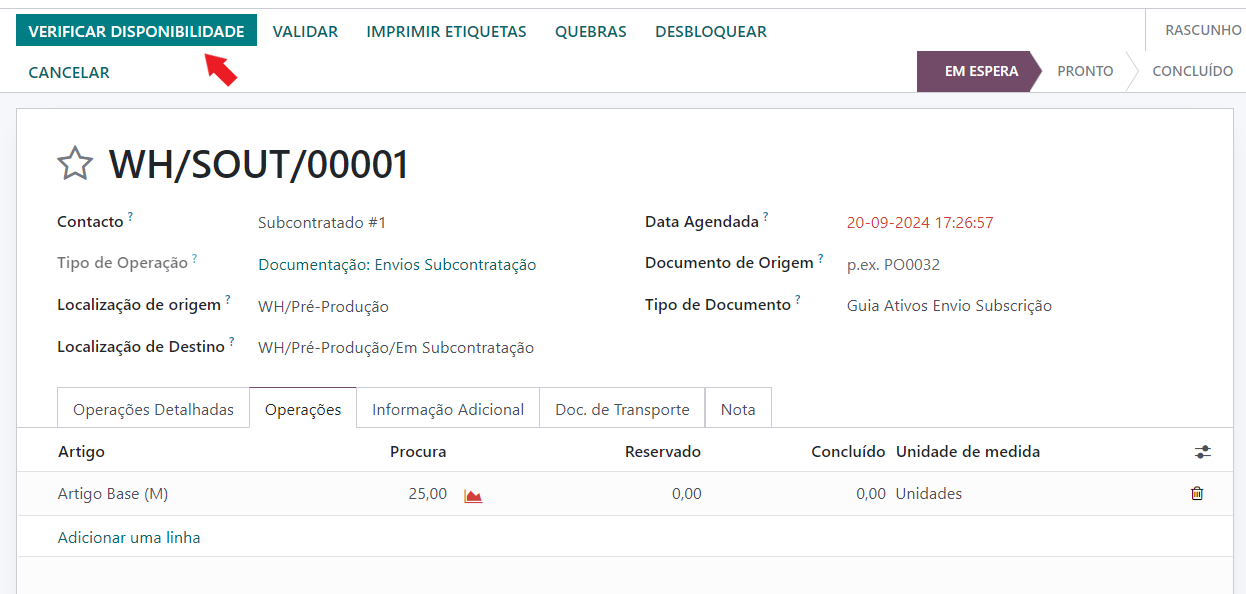 VERIFICAR DISPONIBILIDADE VALIDAR IMPRIMIR ETIQUETAS QUEBRAS DESBLOQUEAR RASCUNHO
CANCELAR EM ESPERA PRONTO CONCLUÍDO
WH/SOUT/00001
Contacto ? Subcontratado #1 Data Agendada ? 20-09-2024 17:26:57
Tipo de Operação ? Documentação: Envios Subcontratação Documento de Origem ? p.ex. PO0032
Localização de origem ? WH/Pré-Produção Tipo de Documento ? Guia Ativos Envio Subscrição
Localização de Destino ? WH/Pré-Produção/Em Subcontratação
Operações Detalhadas Operações Informação Adicional Doc. de Transporte Nota
Artigo Procura Reservado Concluído Unidade de medida
Artigo Base (M) 25,00 0,00 0,00 Unidades
Adicionar uma linha